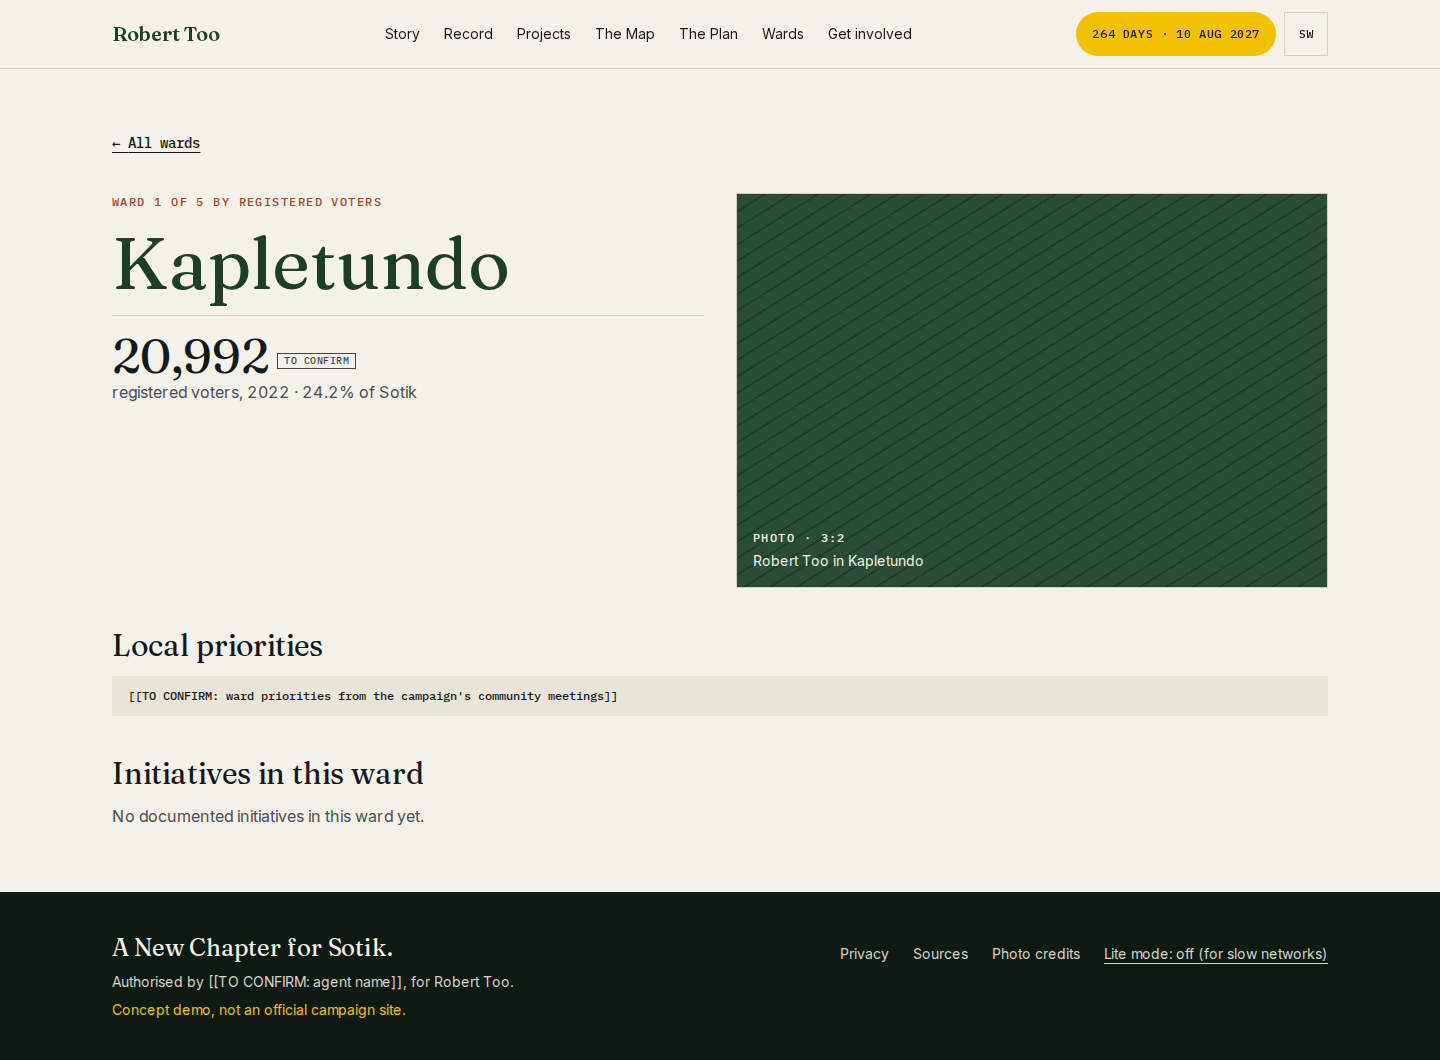 Robert Too
Story Record Projects The Map The Plan Wards Get involved
264 DAYS · 10 AUG 2027
SW
← All wards
WARD 1 OF 5 BY REGISTERED VOTERS
Kapletundo
20,992 TO CONFIRM
registered voters, 2022 · 24.2% of Sotik
PHOTO · 3:2
Robert Too in Kapletundo
Local priorities
[[TO CONFIRM: ward priorities from the campaign's community meetings]]
Initiatives in this ward
No documented initiatives in this ward yet.
A New Chapter for Sotik.
Authorised by [[TO CONFIRM: agent name]], for Robert Too.
Concept demo, not an official campaign site.
Privacy Sources Photo credits Lite mode: off (for slow networks)